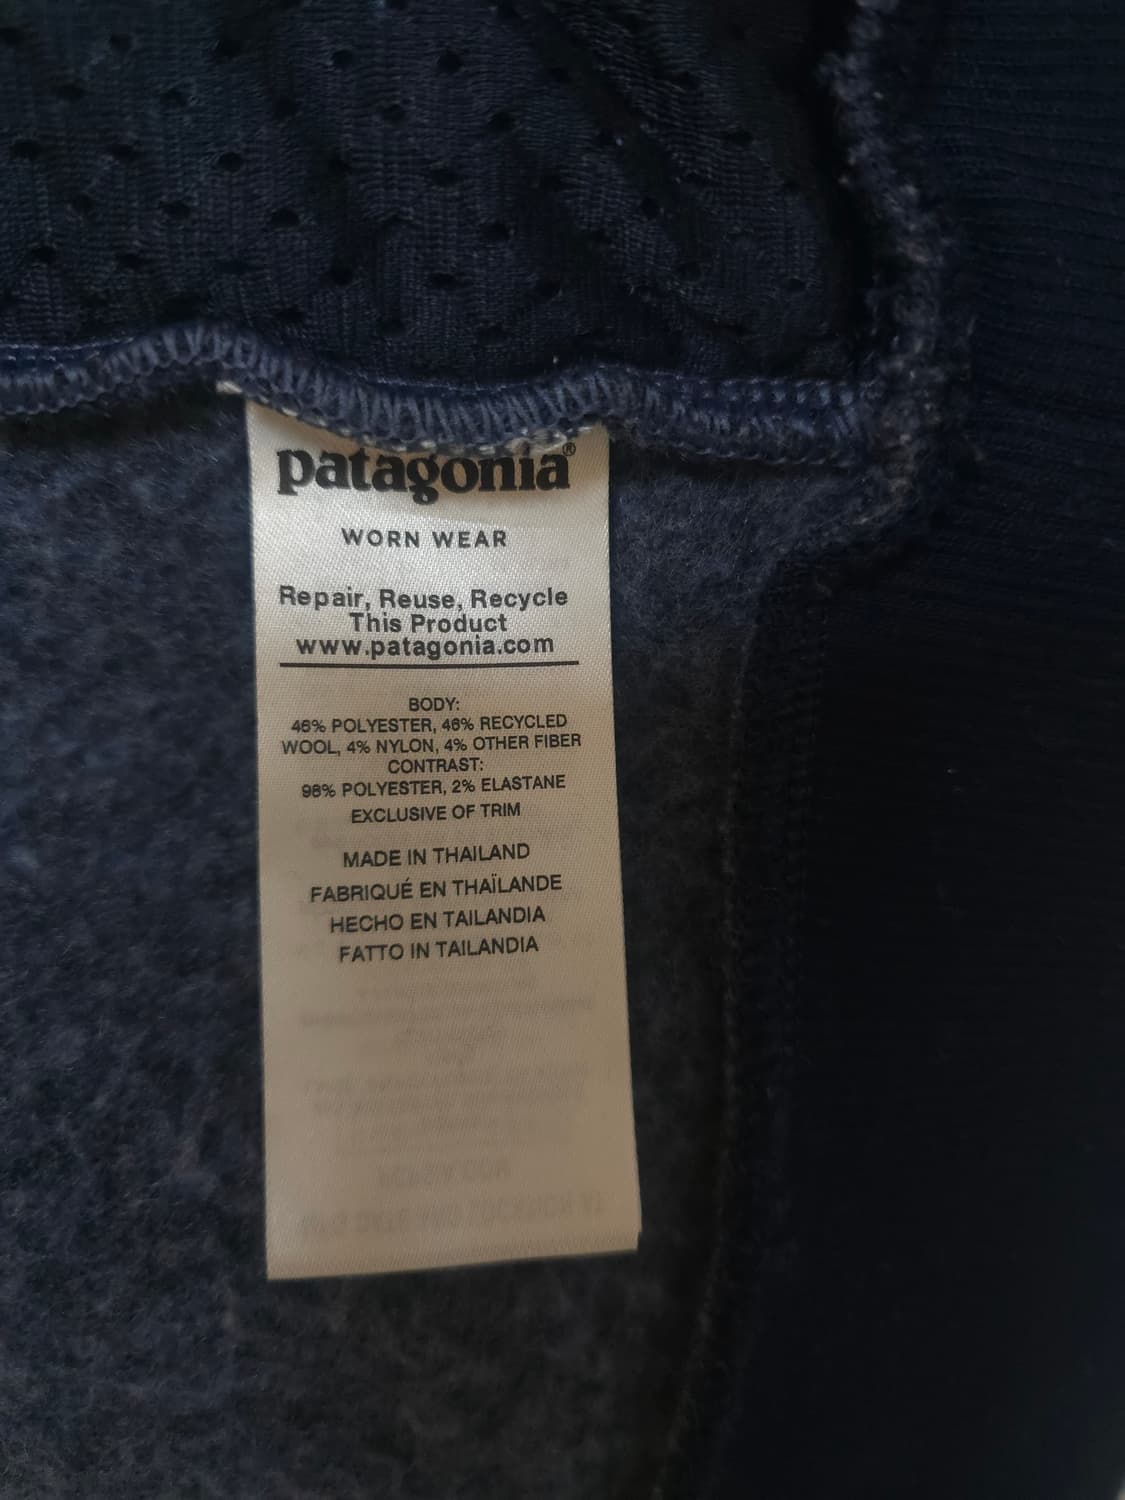 patagonia®
WORN WEAR
Repair, Reuse, Recycle
This Product
www.patagonia.com
BODY:
46% POLYESTER, 46% RECYCLED
WOOL, 4% NYLON, 4% OTHER FIBER
CONTRAST:
98% POLYESTER, 2% ELASTANE
EXCLUSIVE OF TRIM
MADE IN THAILAND
FABRIQUÉ EN THAÏLANDE
HECHO EN TAILANDIA
FATTO IN TAILANDIA